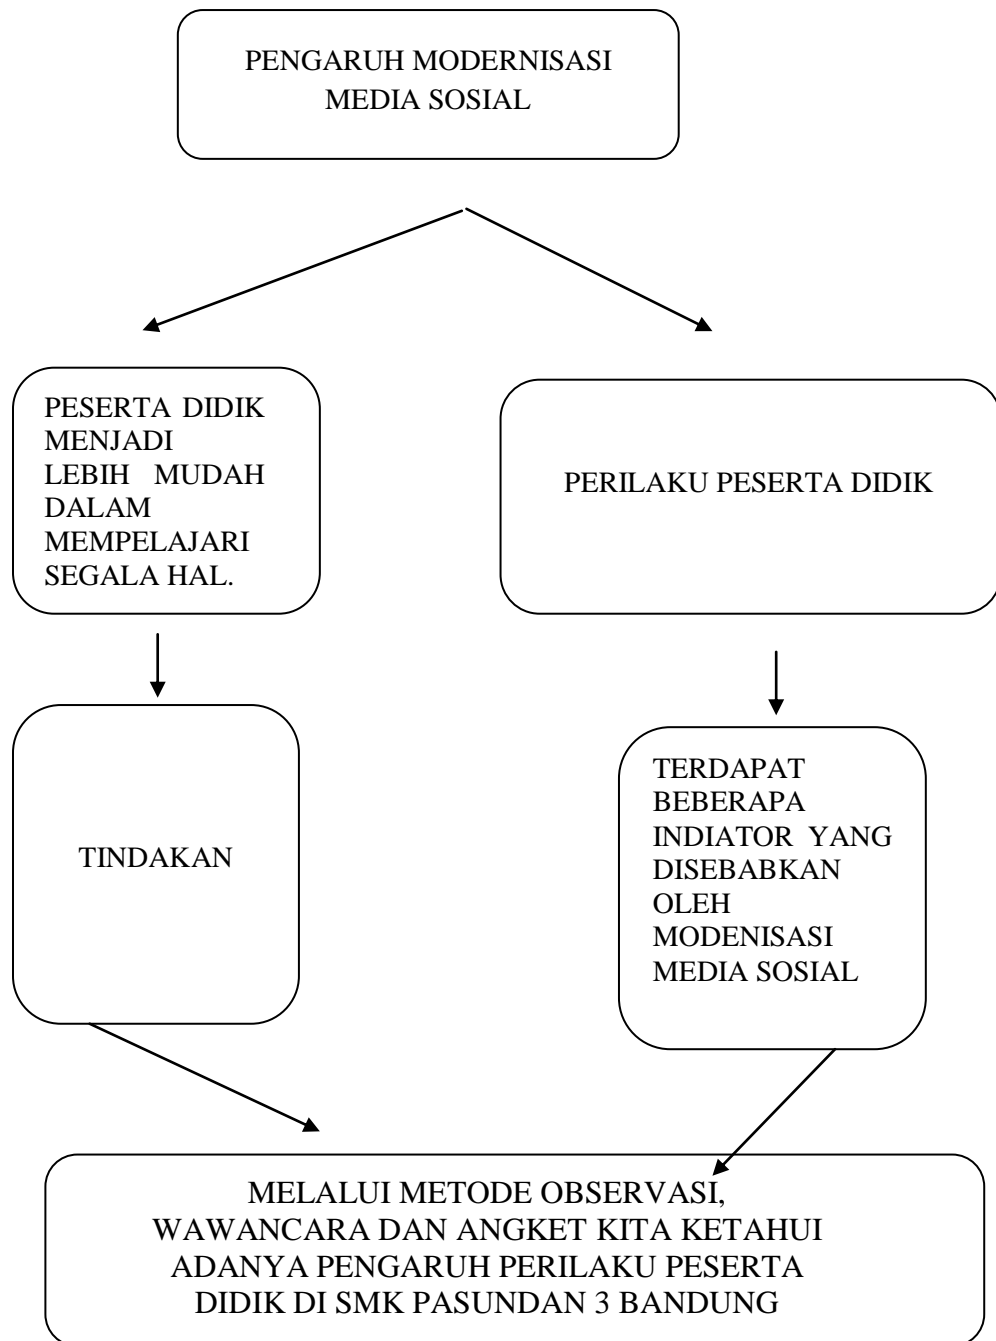 PENGARUH MODERNISASI
MEDIA SOSIAL
PESERTA DIDIK
MENJADI
LEBIH MUDAH
DALAM
MEMPELAJARI
SEGALA HAL.
PERILAKU PESERTA DIDIK
TINDAKAN
TERDAPAT
BEBERAPA
INDIATOR YANG
DISEBABKAN
OLEH
MODENISASI
MEDIA SOSIAL
MELALUI METODE OBSERVASI,
WAWANCARA DAN ANGKET KITA KETAHUI
ADANYA PENGARUH PERILAKU PESERTA
DIDIK DI SMK PASUNDAN 3 BANDUNG